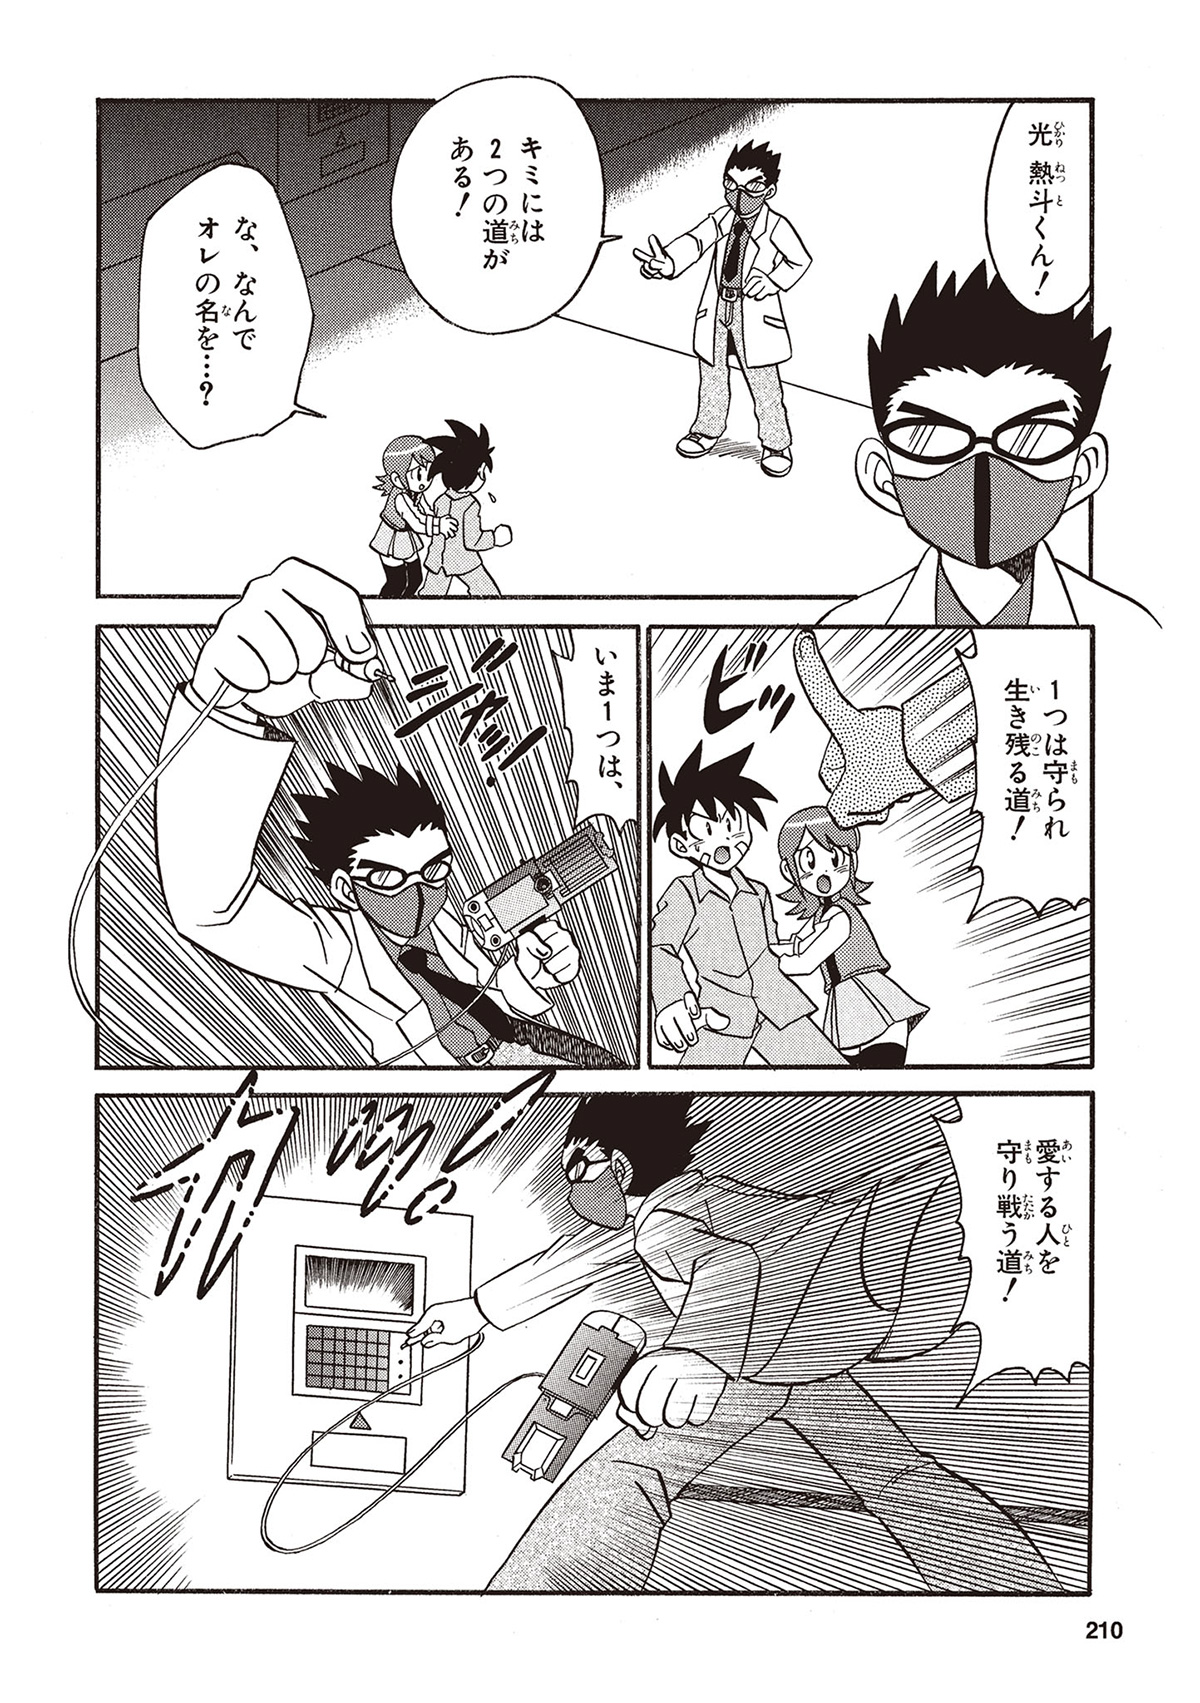 光 熱斗くん！
キミには
2つの道が
ある！
な、なんで
オレの名を…？
1つは守られ
生き残る道！
ビッ
いま1つは、
ジャキーン
愛する人を
守り戦う道！
210